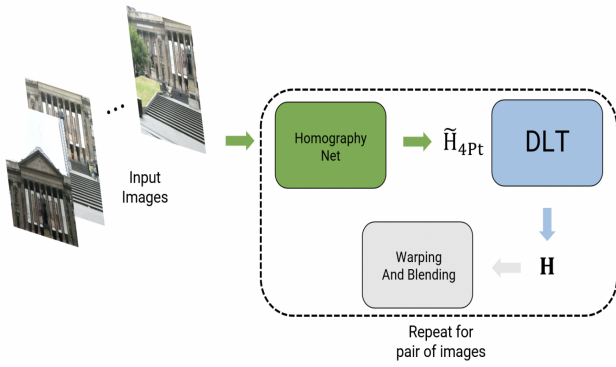 Input
Images
Homography
Net
H̃4Pt
DLT
H
Warping
And Blending
Repeat for
pair of images